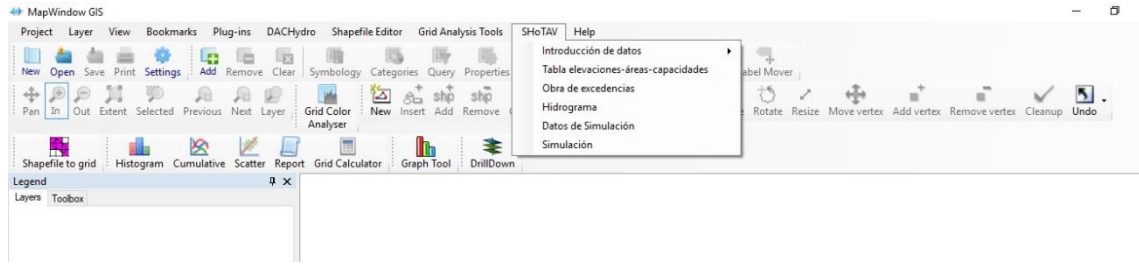 MapWindow GIS
Project Layer View Bookmarks Plug-ins DACHydro Shapefile Editor Grid Analysis Tools SHoTAV Help
Introducción de datos
Tabla elevaciones-áreas-capacidades
Obra de excedencias
Hidrograma
Datos de Simulación
Simulación
New Open Save Print Settings Add Remove Clear Symbology Categories Query Properties Label Mover
Pan In Out Extent Selected Previous Next Layer Grid Color Analyser New Insert Add Remove Rotate Resize Move vertex Add vertex Remove vertex Cleanup Undo
shp shp
Shapefile to grid Histogram Cumulative Scatter Report Grid Calculator Graph Tool DrillDown
Legend
Layers Toolbox